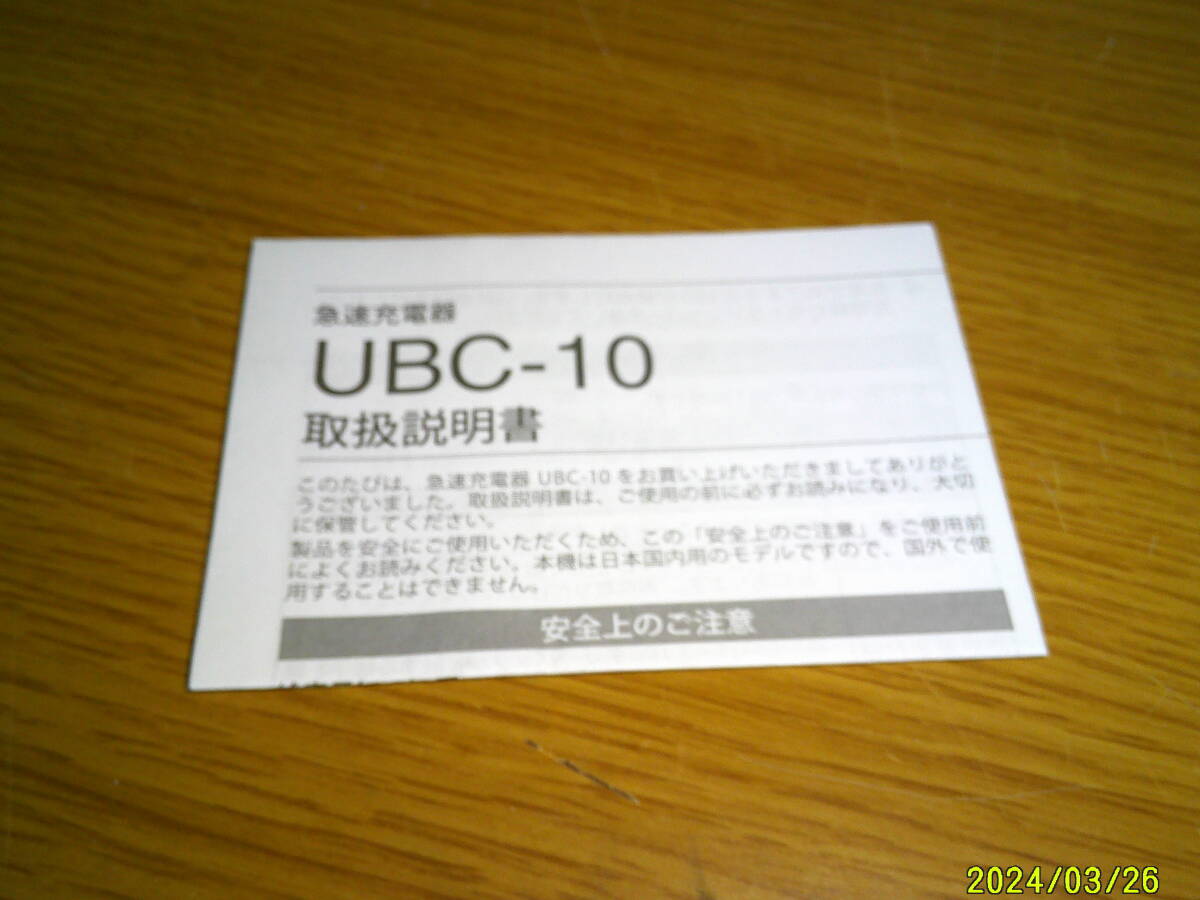 急速充電器
UBC-10
取扱説明書
このたびは、急速充電器 UBC-10 をお買い上げいただきましてありがと
うございました。取扱説明書は、ご使用の前に必ずお読みになり、大切
に保管してください。
製品を安全にご使用いただくため、この「安全上のご注意」をご使用前
によくお読みください。本機は日本国内用のモデルですので、国外で使
用することはできません。
安全上のご注意
2024/03/26